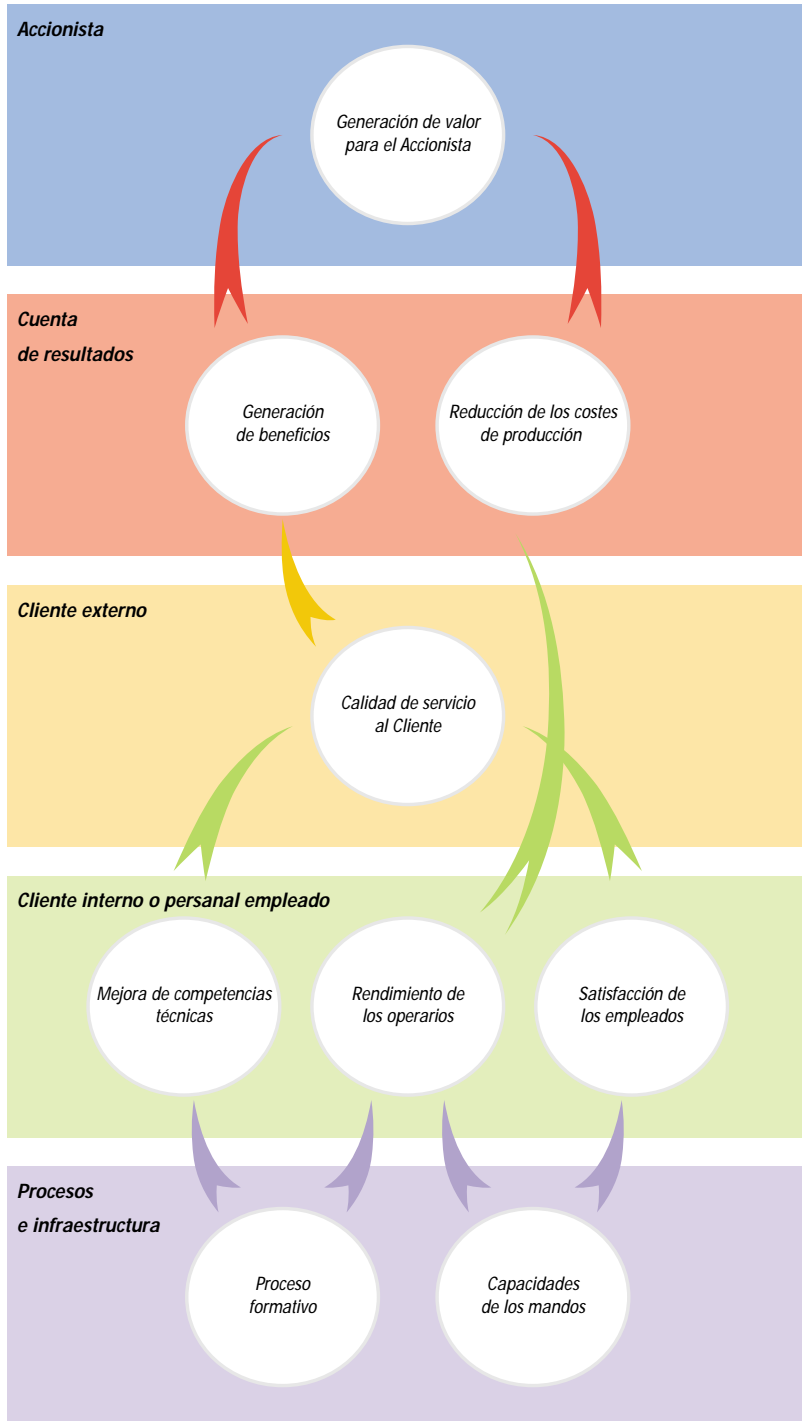 Accionista
Generación de valor
para el Accionista
Cuenta
de resultados
Generación
de beneficios
Reducción de los costes
de producción
Cliente externo
Calidad de servicio
al Cliente
Cliente interno o persanal empleado
Mejora de competencias
técnicas
Rendimiento de
los operarios
Satisfacción de
los empleados
Procesos
e infraestructura
Proceso
formativo
Capacidades
de los mandos